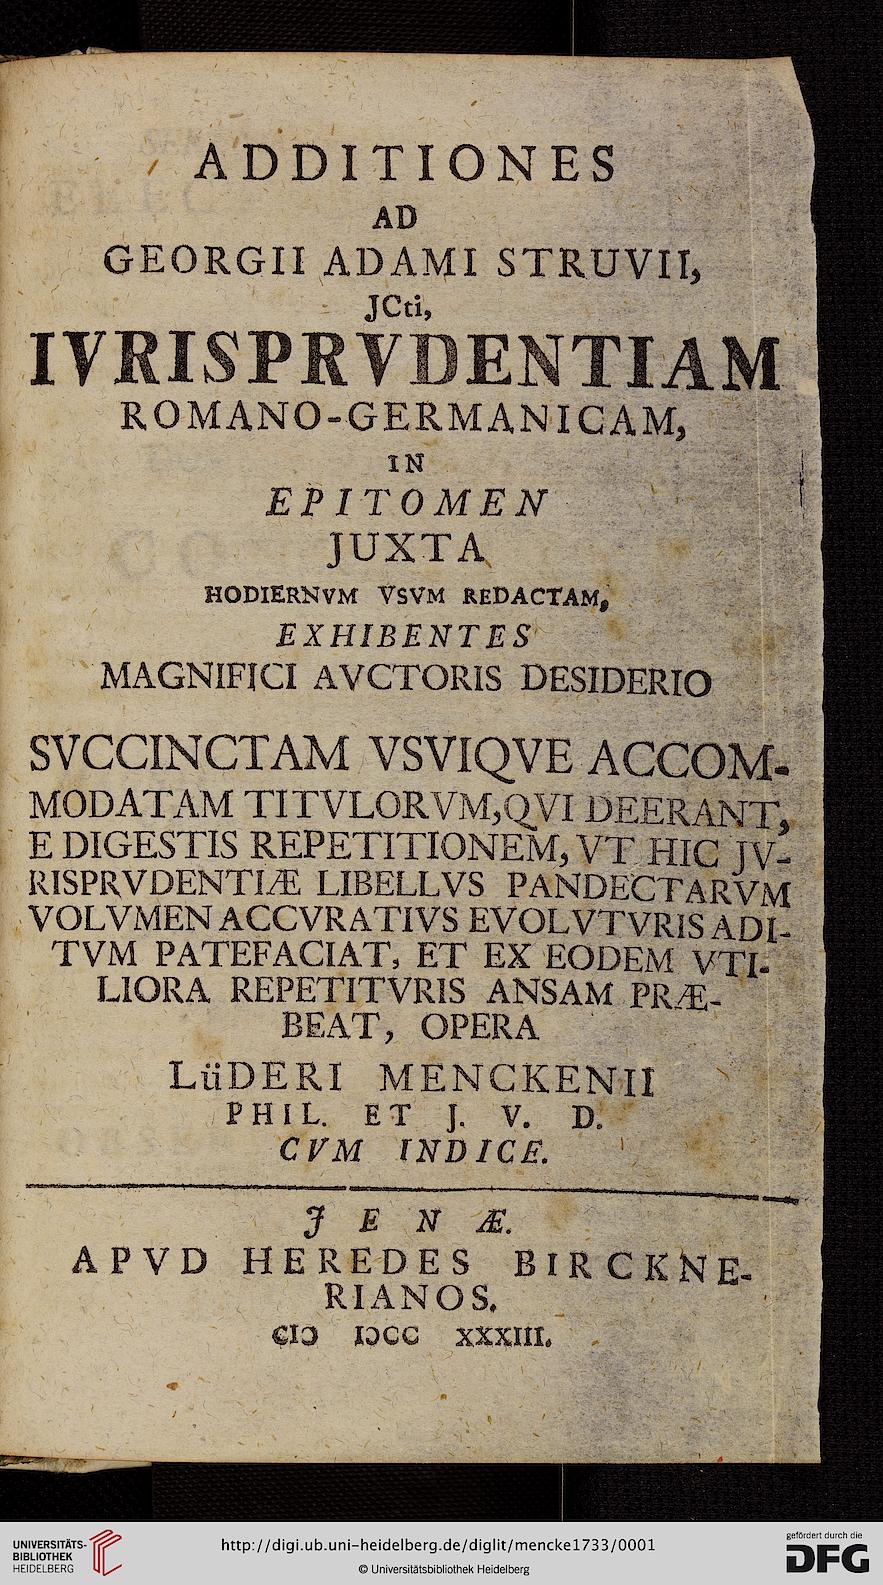 ADDITIONES
AD
GEORGII ADAMI STRUVII,
JCti,
IVRISPRVDENTIAM
ROMANO-GERMANICAM,
IN
EPITOMEN
JUXTA
HODIERNVM VSVM REDACTAM,
EXHIBENTES
MAGNIFICI AVCTORIS DESIDERIO
SVCCINCTAM VSVIQVE ACCOM-
MODATAM TITVLORVM,QVI DEERANT,
E DIGESTIS REPETITIONEM, VT HIC JV-
RISPRVDENTIÆ LIBELLVS PANDECTARVM
VOLVMEN ACCVRATIVS EVOLVTVRIS ADI-
TVM PATEFACIAT, ET EX EODEM VTI-
LIORA REPETITVRIS ANSAM PRÆ-
BEAT, OPERA
LüDERI MENCKENII
PHIL. ET J. V. D.
CVM INDICE.
JENÆ.
APVD HEREDES BIRCKNE-
RIANOS.
CIƆ IƆCC XXXIII.
UNIVERSITÄTS-
BIBLIOTHEK
HEIDELBERG
http://digi.ub.uni-heidelberg.de/diglit/mencke1733/0001
© Universitätsbibliothek Heidelberg
gefördert durch die
DFG